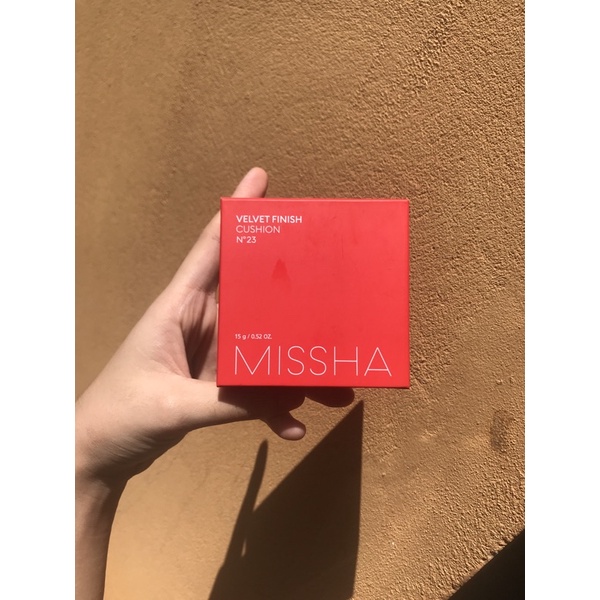 VELVET FINISH
CUSHION
N°23
15 g / 0.52 OZ.
MISSHA